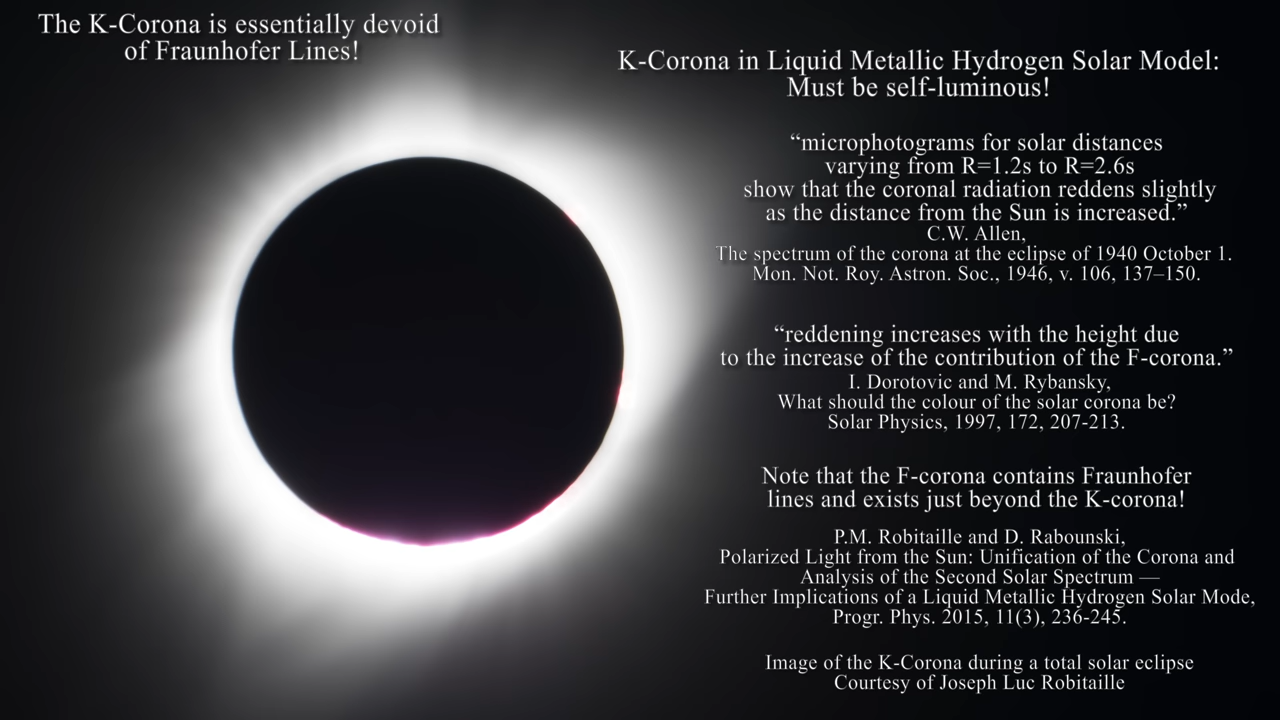 The K-Corona is essentially devoid
of Fraunhofer Lines!
K-Corona in Liquid Metallic Hydrogen Solar Model:
Must be self-luminous!
“microphotograms for solar distances
varying from R=1.2s to R=2.6s
show that the coronal radiation reddens slightly
as the distance from the Sun is increased.”
C.W. Allen,
The spectrum of the corona at the eclipse of 1940 October 1.
Mon. Not. Roy. Astron. Soc., 1946, v. 106, 137–150.
“reddening increases with the height due
to the increase of the contribution of the F-corona.”
I. Dorotovic and M. Rybansky,
What should the colour of the solar corona be?
Solar Physics, 1997, 172, 207-213.
Note that the F-corona contains Fraunhofer
lines and exists just beyond the K-corona!
P.M. Robitaille and D. Rabounski,
Polarized Light from the Sun: Unification of the Corona and
Analysis of the Second Solar Spectrum —
Further Implications of a Liquid Metallic Hydrogen Solar Mode,
Progr. Phys. 2015, 11(3), 236-245.
Image of the K-Corona during a total solar eclipse
Courtesy of Joseph Luc Robitaille